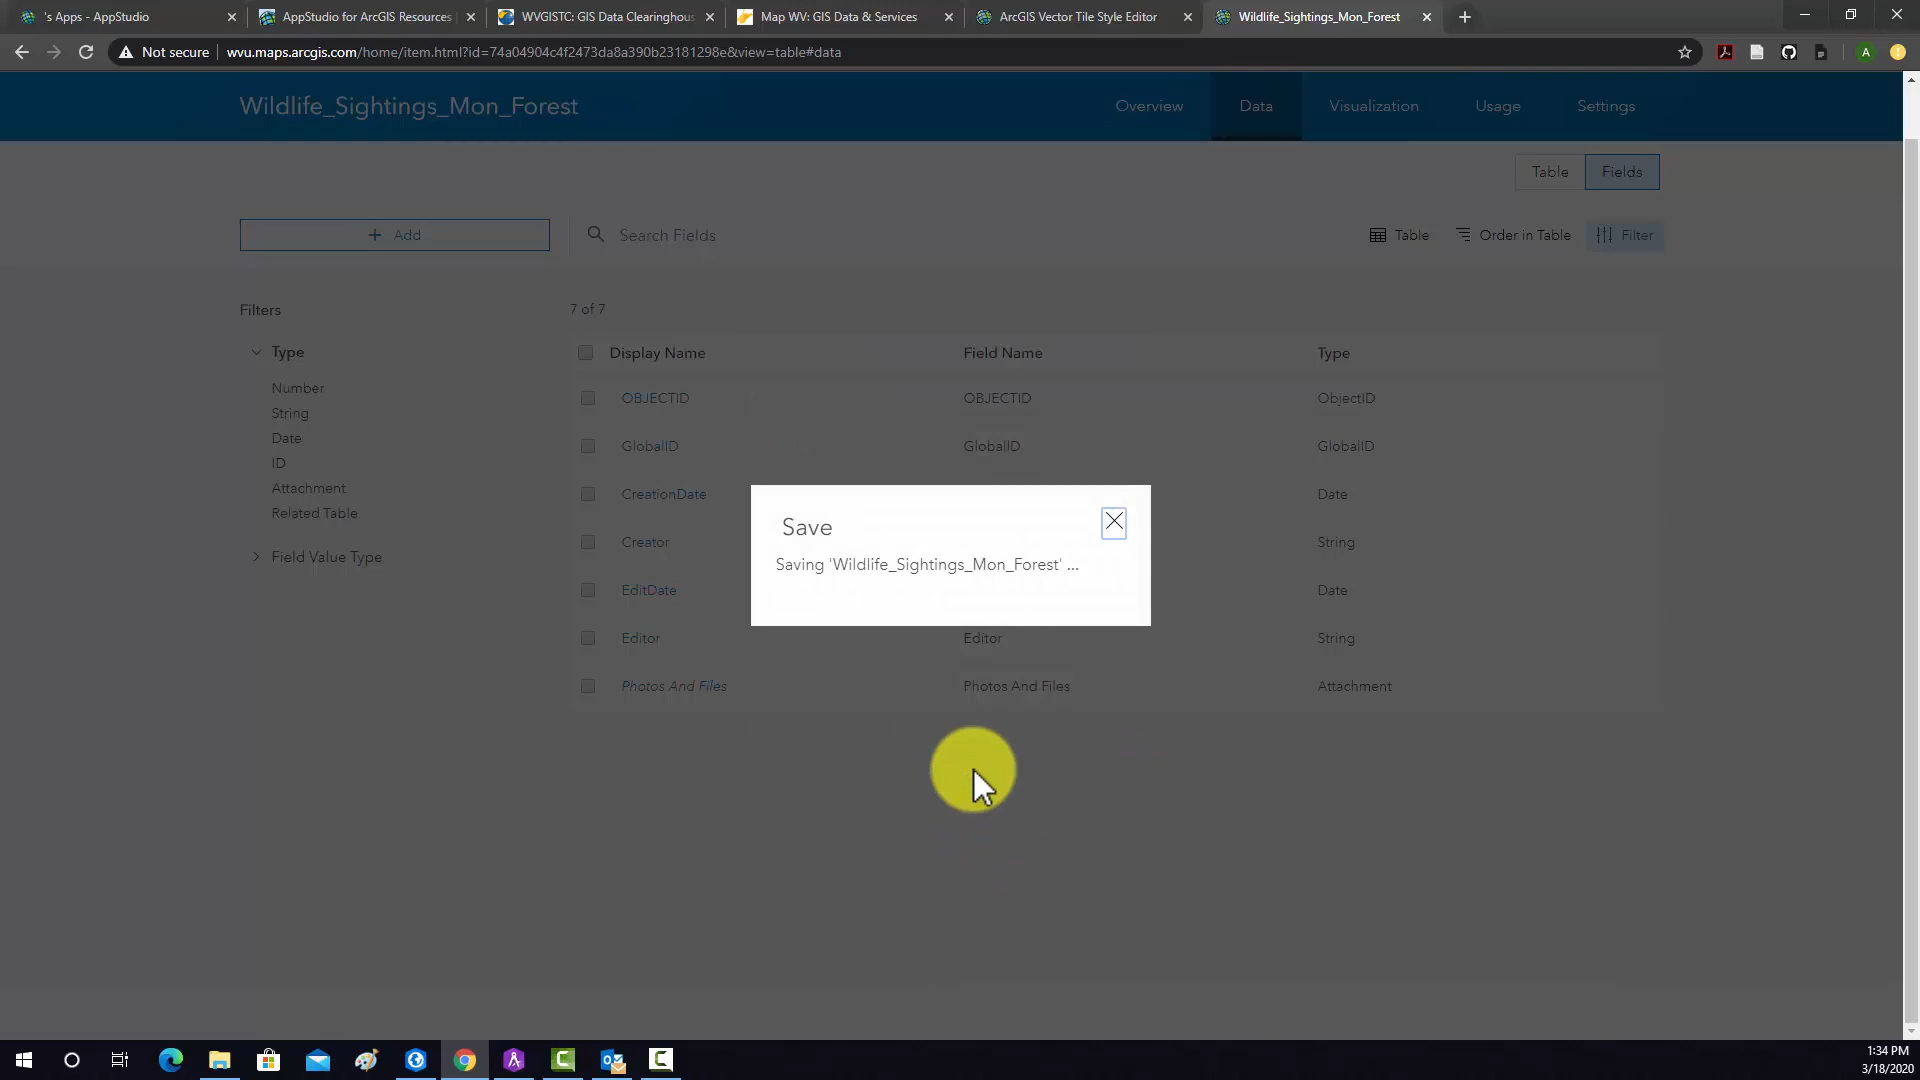 's Apps - AppStudio
AppStudio for ArcGIS Resources
WVGISTC: GIS Data Clearinghous
Map WV: GIS Data & Services
ArcGIS Vector Tile Style Editor
Wildlife_Sightings_Mon_Forest
Not secure
wvu.maps.arcgis.com/home/item.html?id=74a04904c4f2473da8a390b23181298e&view=table#data
A
Wildlife_Sightings_Mon_Forest
Overview
Data
Visualization
Usage
Settings
Table
Fields
+ Add
Search Fields
Table
Order in Table
Filter
Filters
7 of 7
Type
Number
String
Date
ID
Attachment
Related Table
Field Value Type
Display Name Field Name Type
OBJECTID OBJECTID ObjectID
GlobalID GlobalID GlobalID
CreationDate Date
Creator String
EditDate Date
Editor Editor String
Photos And Files Photos And Files Attachment
Save
Saving 'Wildlife_Sightings_Mon_Forest' ...
1:34 PM
3/18/2020